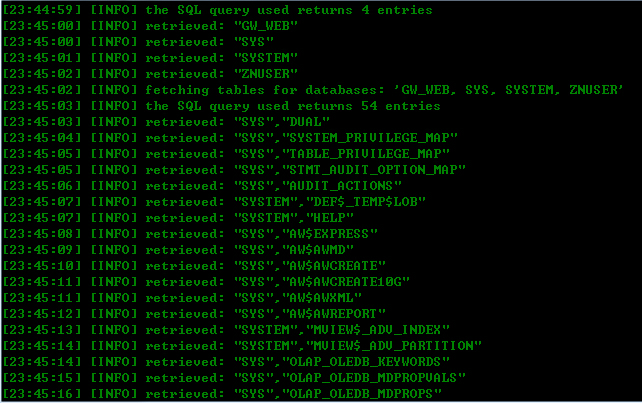 [23:44:59] [INFO] the SQL query used returns 4 entries
[23:45:00] [INFO] retrieved: "GW_WEB"
[23:45:00] [INFO] retrieved: "SYS"
[23:45:01] [INFO] retrieved: "SYSTEM"
[23:45:02] [INFO] retrieved: "ZNUSER"
[23:45:02] [INFO] fetching tables for databases: 'GW_WEB, SYS, SYSTEM, ZNUSER'
[23:45:03] [INFO] the SQL query used returns 54 entries
[23:45:03] [INFO] retrieved: "SYS","DUAL"
[23:45:04] [INFO] retrieved: "SYS","SYSTEM_PRIVILEGE_MAP"
[23:45:05] [INFO] retrieved: "SYS","TABLE_PRIVILEGE_MAP"
[23:45:05] [INFO] retrieved: "SYS","STMT_AUDIT_OPTION_MAP"
[23:45:06] [INFO] retrieved: "SYS","AUDIT_ACTIONS"
[23:45:07] [INFO] retrieved: "SYSTEM","DEF$_TEMP$LOB"
[23:45:07] [INFO] retrieved: "SYSTEM","HELP"
[23:45:08] [INFO] retrieved: "SYS","AW$EXPRESS"
[23:45:09] [INFO] retrieved: "SYS","AW$AWMD"
[23:45:10] [INFO] retrieved: "SYS","AW$AWCREATE"
[23:45:11] [INFO] retrieved: "SYS","AW$AWCREATE10G"
[23:45:11] [INFO] retrieved: "SYS","AW$AWXML"
[23:45:12] [INFO] retrieved: "SYS","AW$AWREPORT"
[23:45:13] [INFO] retrieved: "SYSTEM","MVIEW$_ADV_INDEX"
[23:45:14] [INFO] retrieved: "SYSTEM","MVIEW$_ADV_PARTITION"
[23:45:14] [INFO] retrieved: "SYS","OLAP_OLEDB_KEYWORDS"
[23:45:15] [INFO] retrieved: "SYS","OLAP_OLEDB_MDPROPVALS"
[23:45:16] [INFO] retrieved: "SYS","OLAP_OLEDB_MDPROPS"